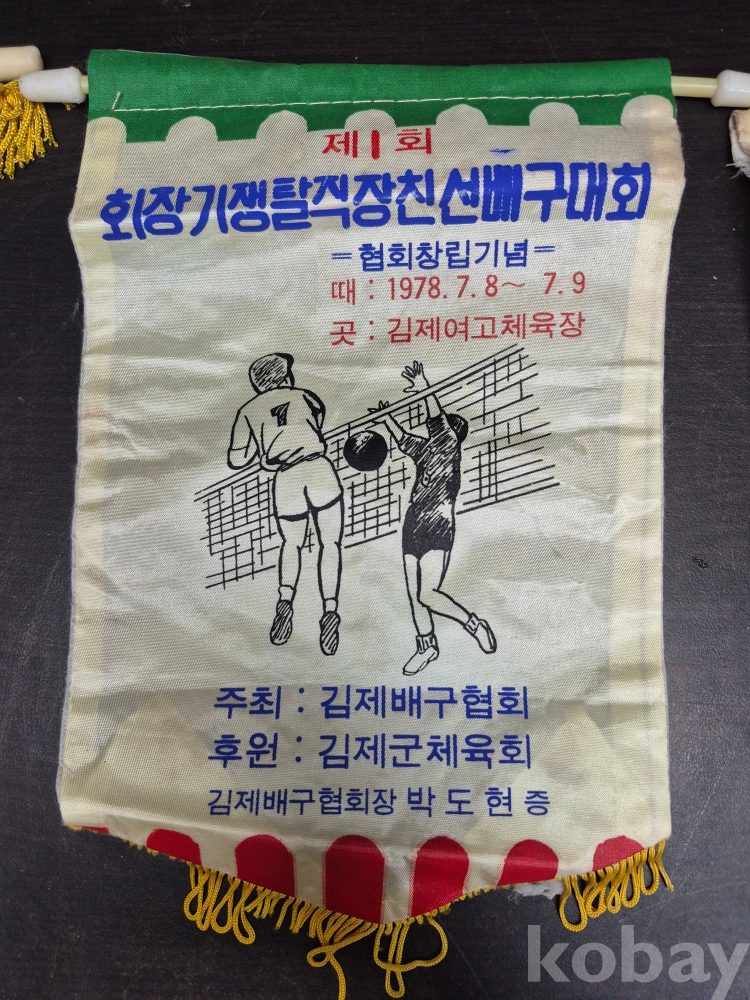 제1회
회장기쟁탈직장친선배구대회
=협회창립기념=
때 : 1978. 7. 8~ 7. 9
곳 : 김제여고체육장
7
주최 : 김제배구협회
후원 : 김제군체육회
김제배구협회장 박 도 현 증
kobay